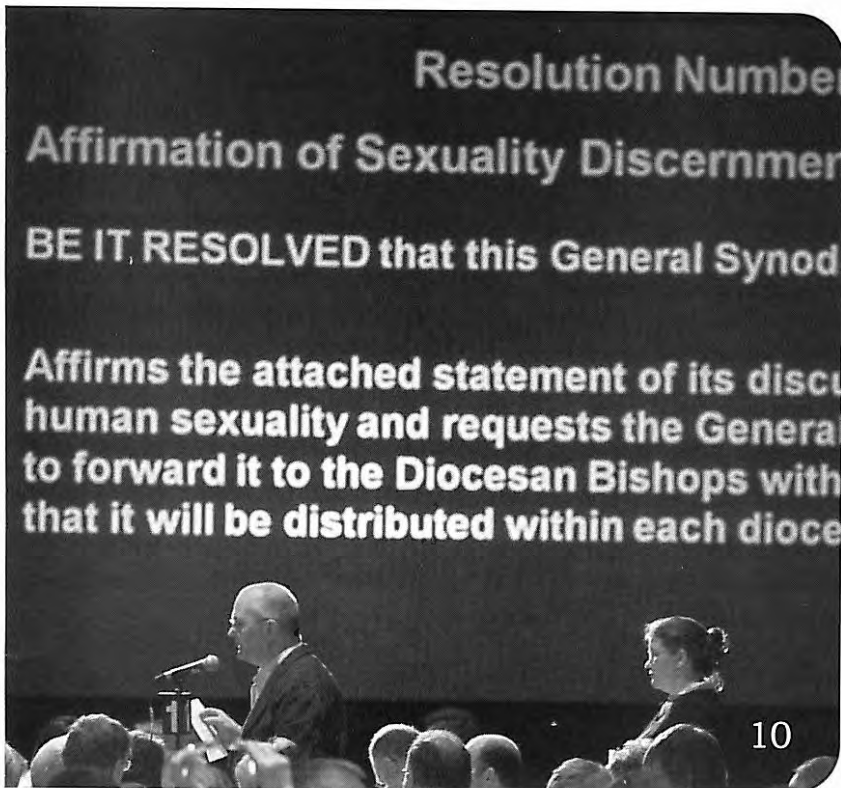 Resolution Number
Affirmation of Sexuality Discernmen
BE IT RESOLVED that this General Synod
Affirms the attached statement of its discu
human sexuality and requests the General
to forward it to the Diocesan Bishops with
that it will be distributed within each dioce
10